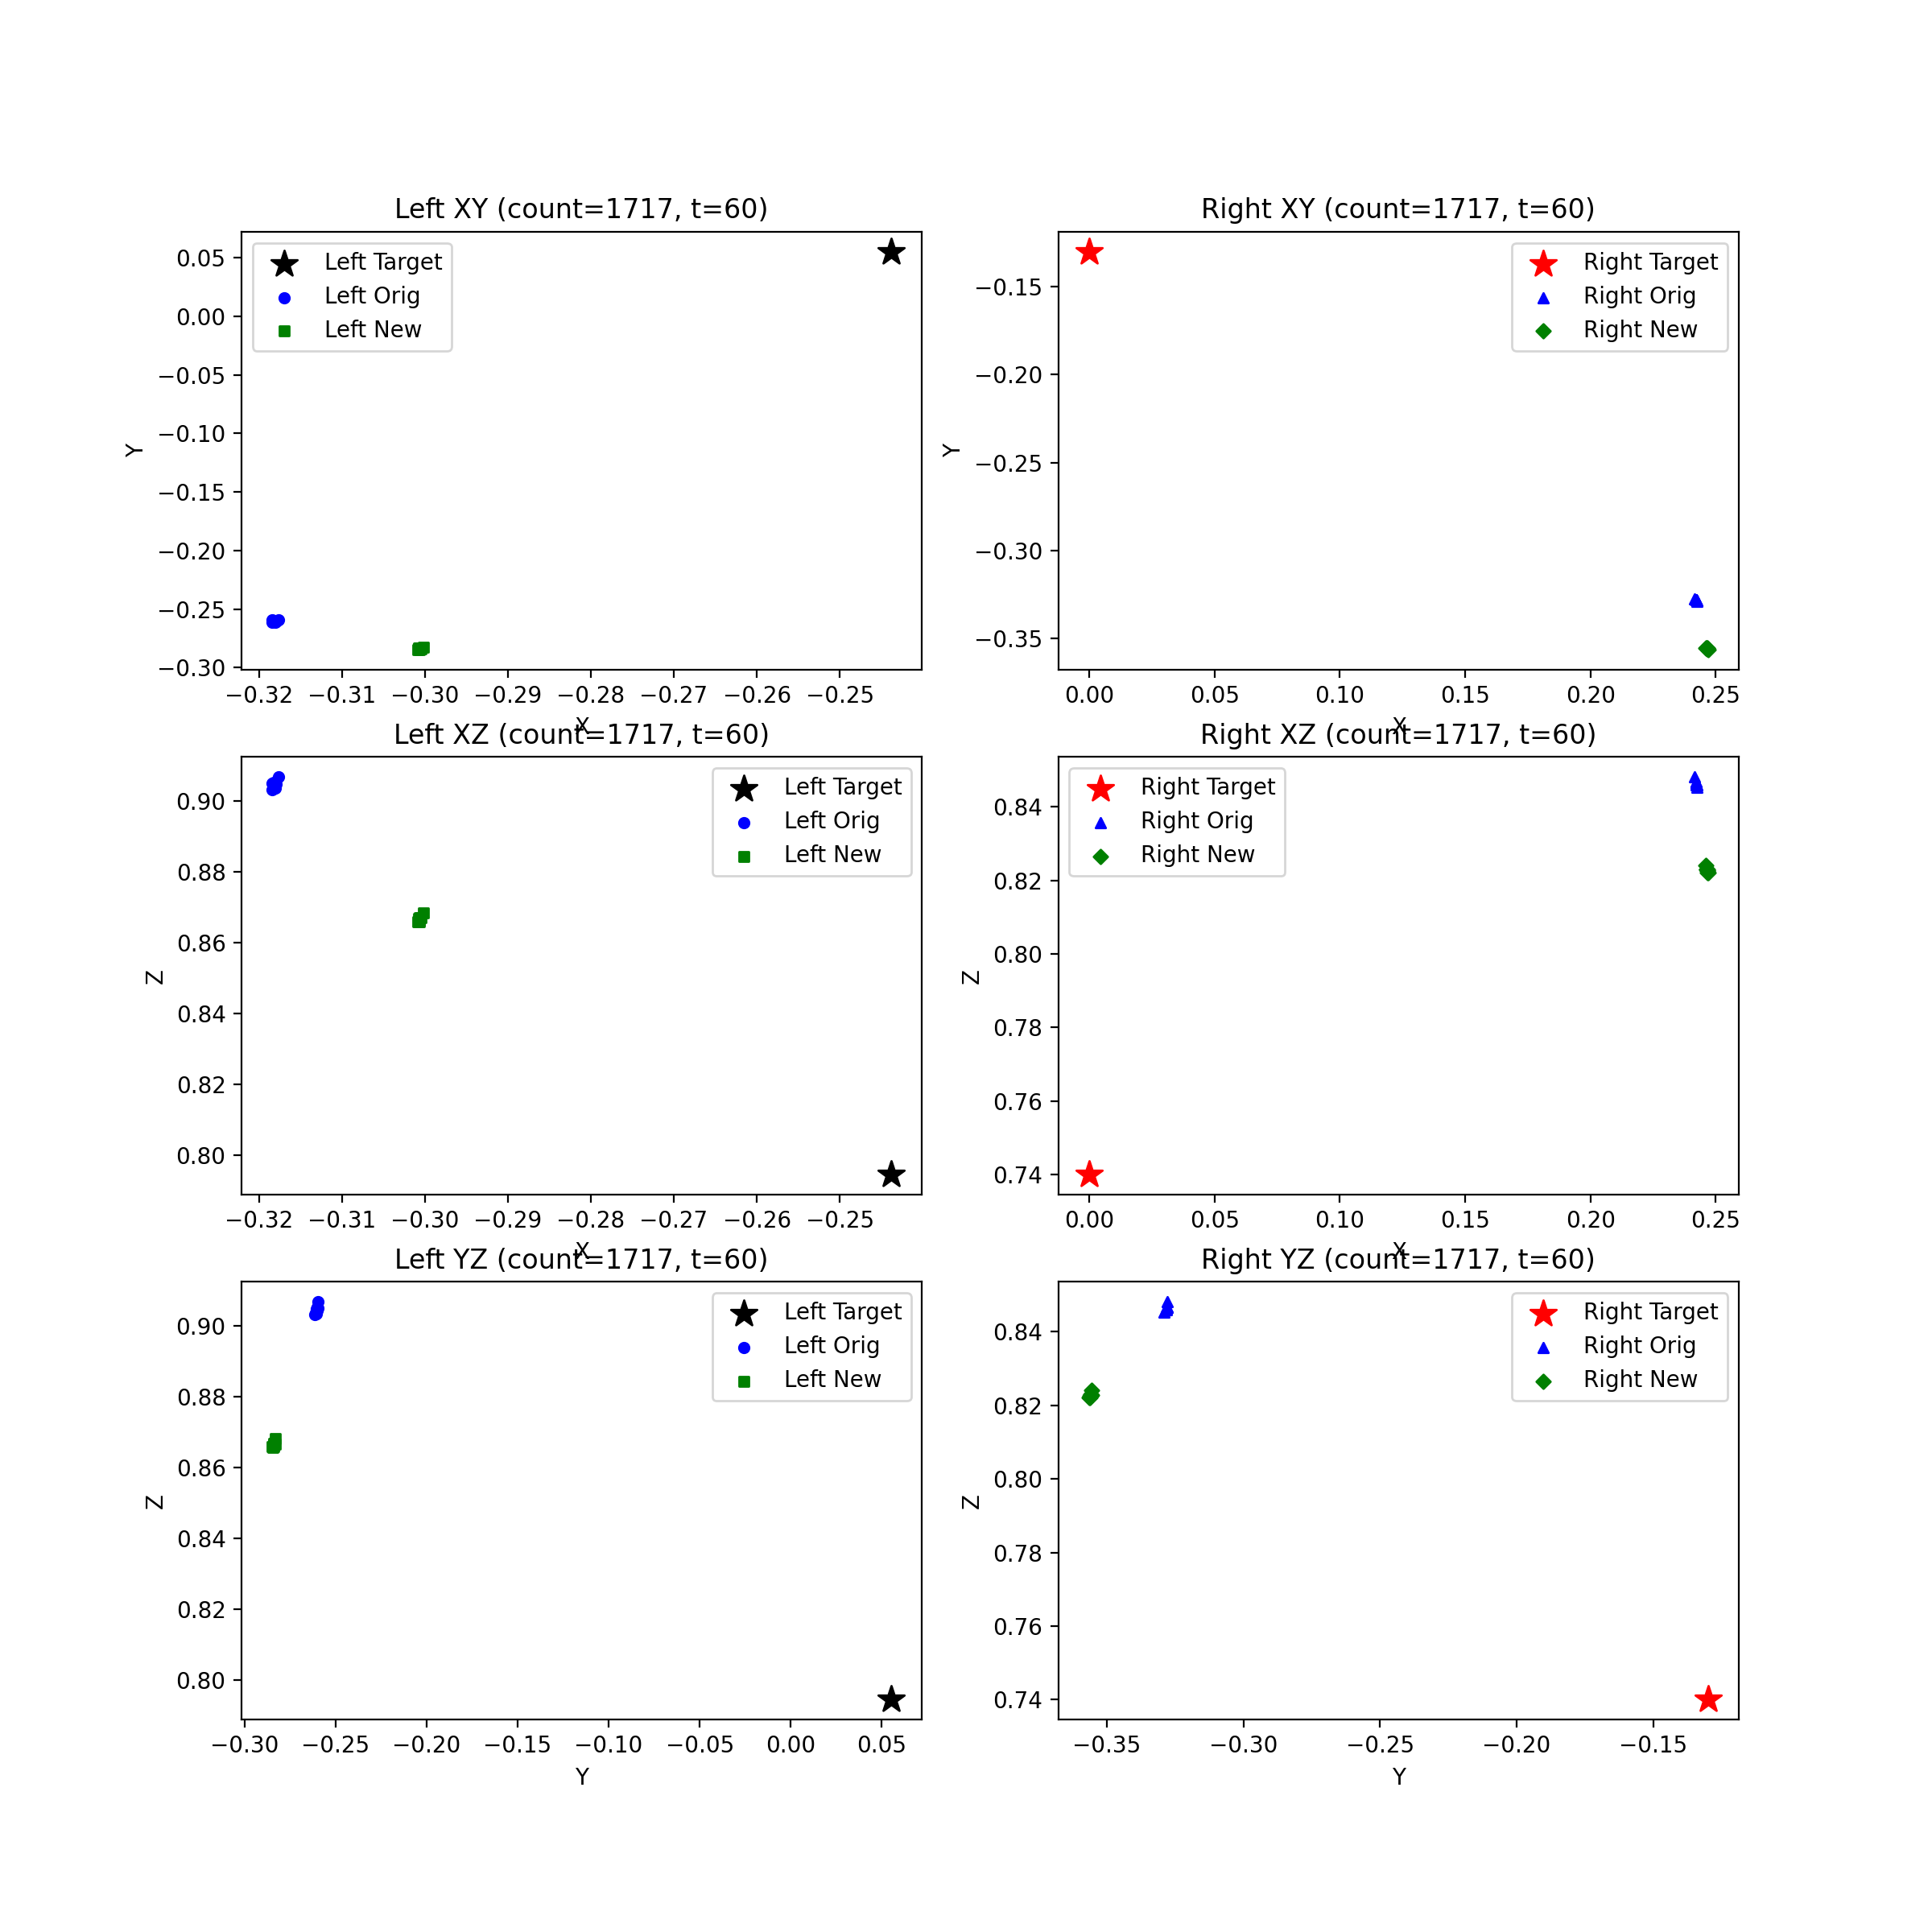 Left XY (count=1717, t=60)
Left Target
Left Orig
Left New
0.05
0.00
−0.05
−0.10
−0.15
−0.20
−0.25
−0.30
Y
−0.32 −0.31 −0.30 −0.29 −0.28 −0.27 −0.26 −0.25
X
Right XY (count=1717, t=60)
Right Target
Right Orig
Right New
−0.15
−0.20
−0.25
−0.30
−0.35
Y
0.00 0.05 0.10 0.15 0.20 0.25
X
Left XZ (count=1717, t=60)
Left Target
Left Orig
Left New
0.90
0.88
0.86
0.84
0.82
0.80
Z
−0.32 −0.31 −0.30 −0.29 −0.28 −0.27 −0.26 −0.25
X
Right XZ (count=1717, t=60)
Right Target
Right Orig
Right New
0.84
0.82
0.80
0.78
0.76
0.74
Z
0.00 0.05 0.10 0.15 0.20 0.25
X
Left YZ (count=1717, t=60)
Left Target
Left Orig
Left New
0.90
0.88
0.86
0.84
0.82
0.80
Z
−0.30 −0.25 −0.20 −0.15 −0.10 −0.05 0.00 0.05
Y
Right YZ (count=1717, t=60)
Right Target
Right Orig
Right New
0.84
0.82
0.80
0.78
0.76
0.74
Z
−0.35 −0.30 −0.25 −0.20 −0.15
Y